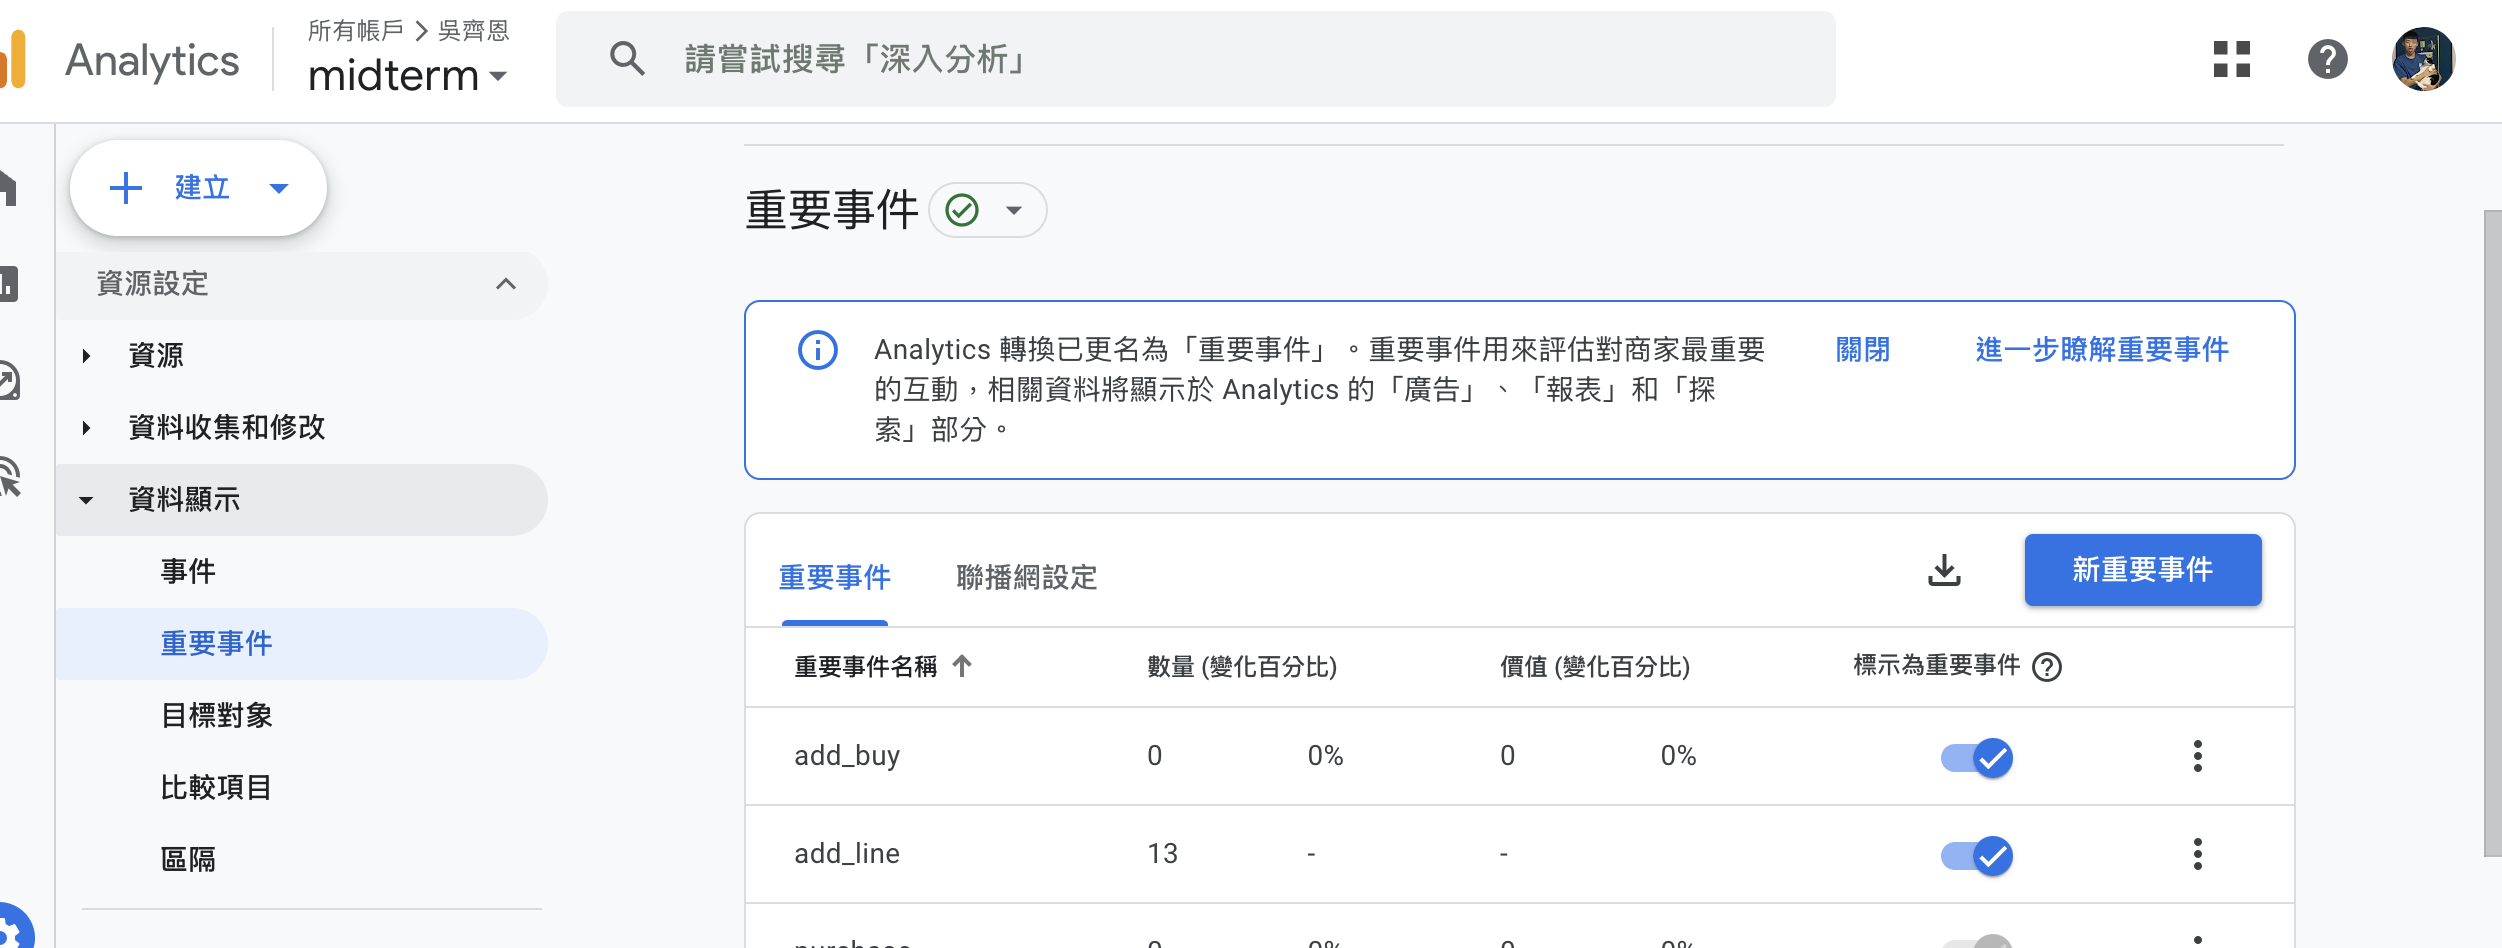 Analytics
所有帳戶 > 吳齊恩
midterm
請嘗試搜尋「深入分析」
建立
資源設定
資源
資料收集和修改
資料顯示
事件
重要事件
目標對象
比較項目
區隔
重要事件
Analytics 轉換已更名為「重要事件」。重要事件用來評估對商家最重要
的互動，相關資料將顯示於 Analytics 的「廣告」、「報表」和「探
索」部分。
關閉
進一步瞭解重要事件
重要事件 聯播網設定
新重要事件
重要事件名稱 數量 (變化百分比) 價值 (變化百分比) 標示為重要事件
add_buy 0 0% 0 0%
add_line 13 - -
purchase 0 0% 0 0%